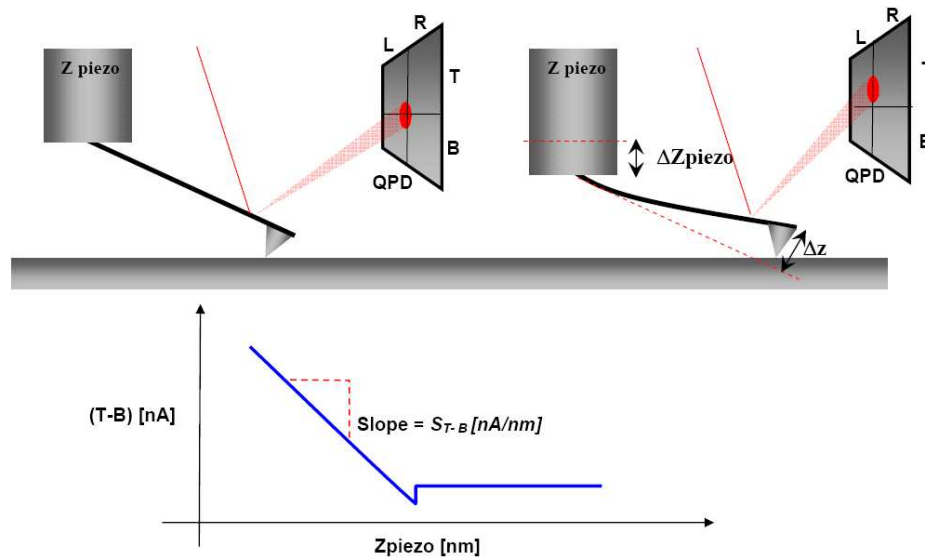 Z piezo
L
R
T
B
QPD
Z piezo
ΔZpiezo
L
R
B
QPD
Δz
(T-B) [nA]
Slope = S_T-B [nA/nm]
Zpiezo [nm]